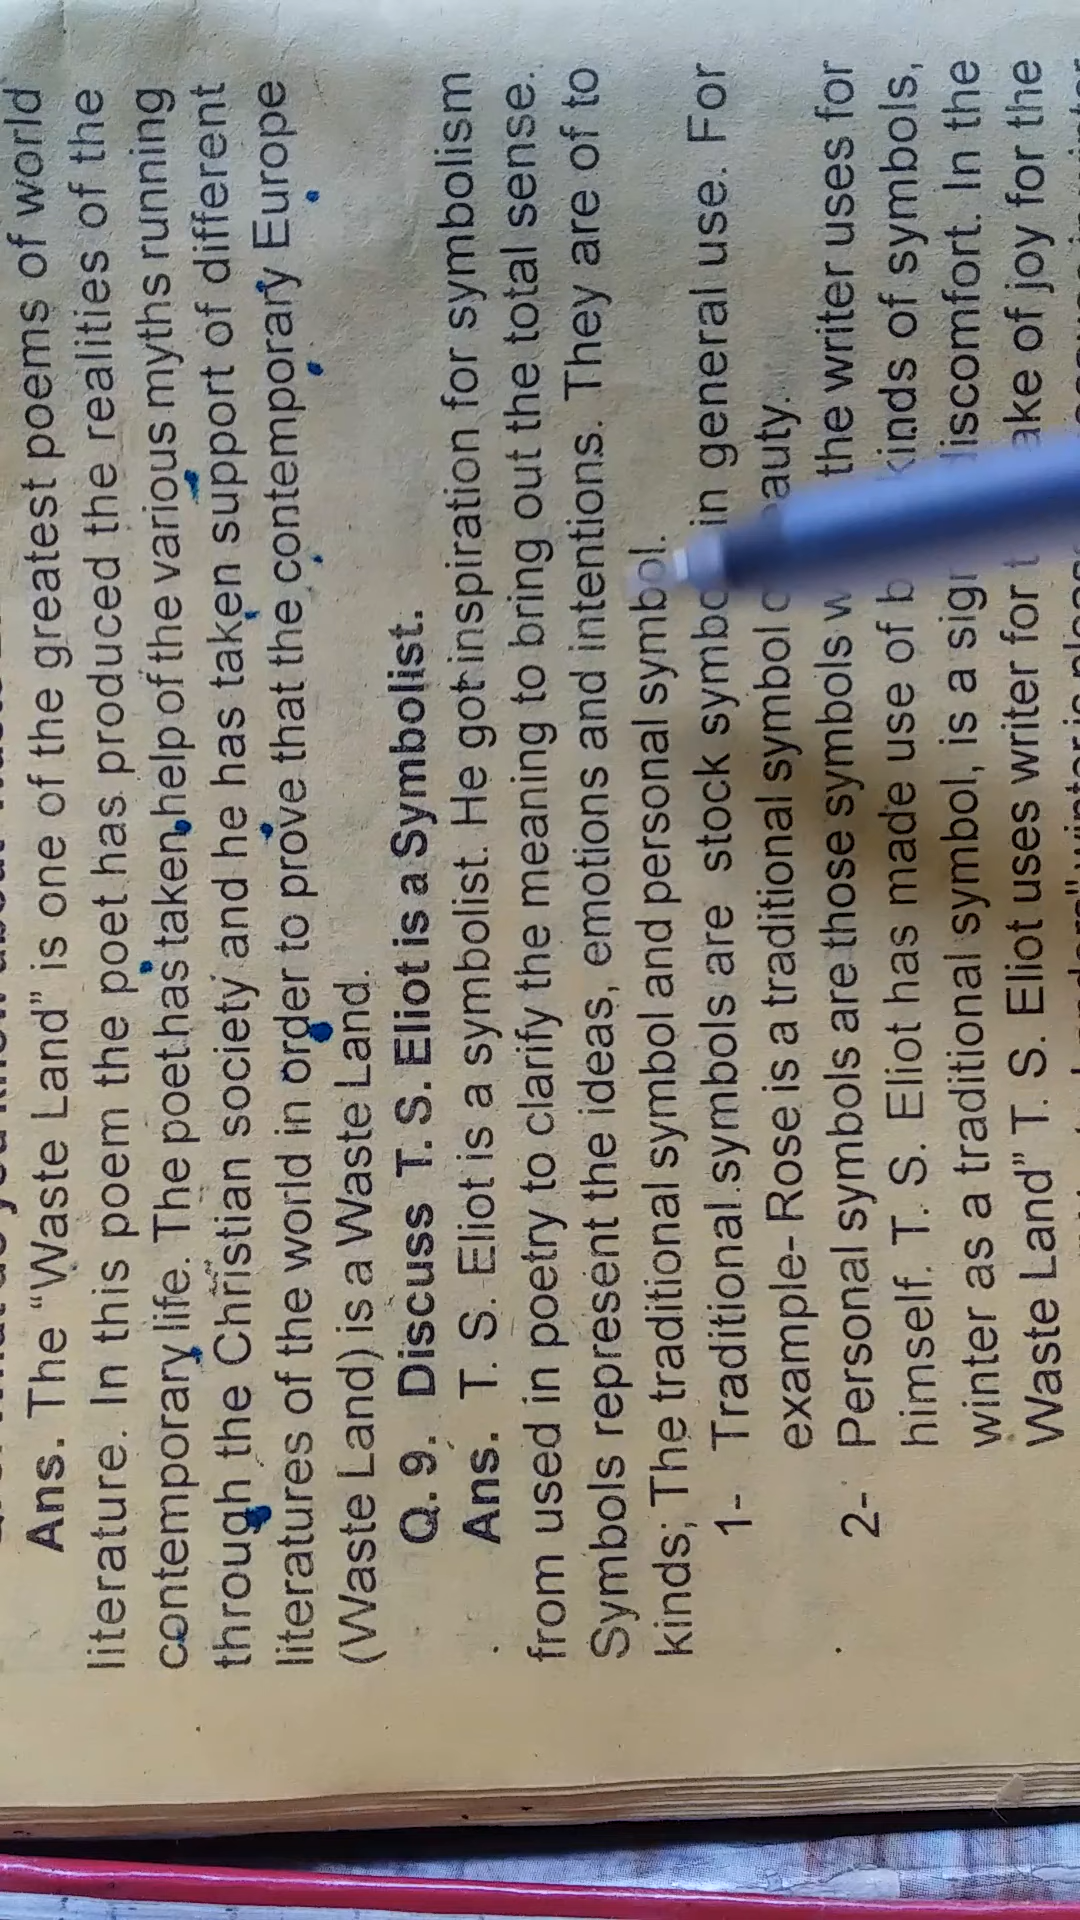 Ans. The “Waste Land” is one of the greatest poems of world
literature. In this poem the poet has produced the realities of the
contemporary life. The poet has taken help of the various myths running
through the Christian society and he has taken support of different
literatures of the world in order to prove that the contemporary Europe
(Waste Land) is a Waste Land.
Q. 9. Discuss T. S. Eliot is a Symbolist.
Ans. T. S. Eliot is a symbolist. He got inspiration for symbolism
from used in poetry to clarify the meaning to bring out the total sense.
Symbols represent the ideas, emotions and intentions. They are of to
kinds; The traditional symbol and personal symbol.
1- Traditional symbols are stock symbo in general use. For
example- Rose is a traditional symbol eauty.
2- Personal symbols are those symbols the writer uses for
himself. T. S. Eliot has made use of kinds of symbols,
winter as a traditional symbol, is a sign discomfort. In the
Waste Land” T. S. Eliot uses writer for ake of joy for the